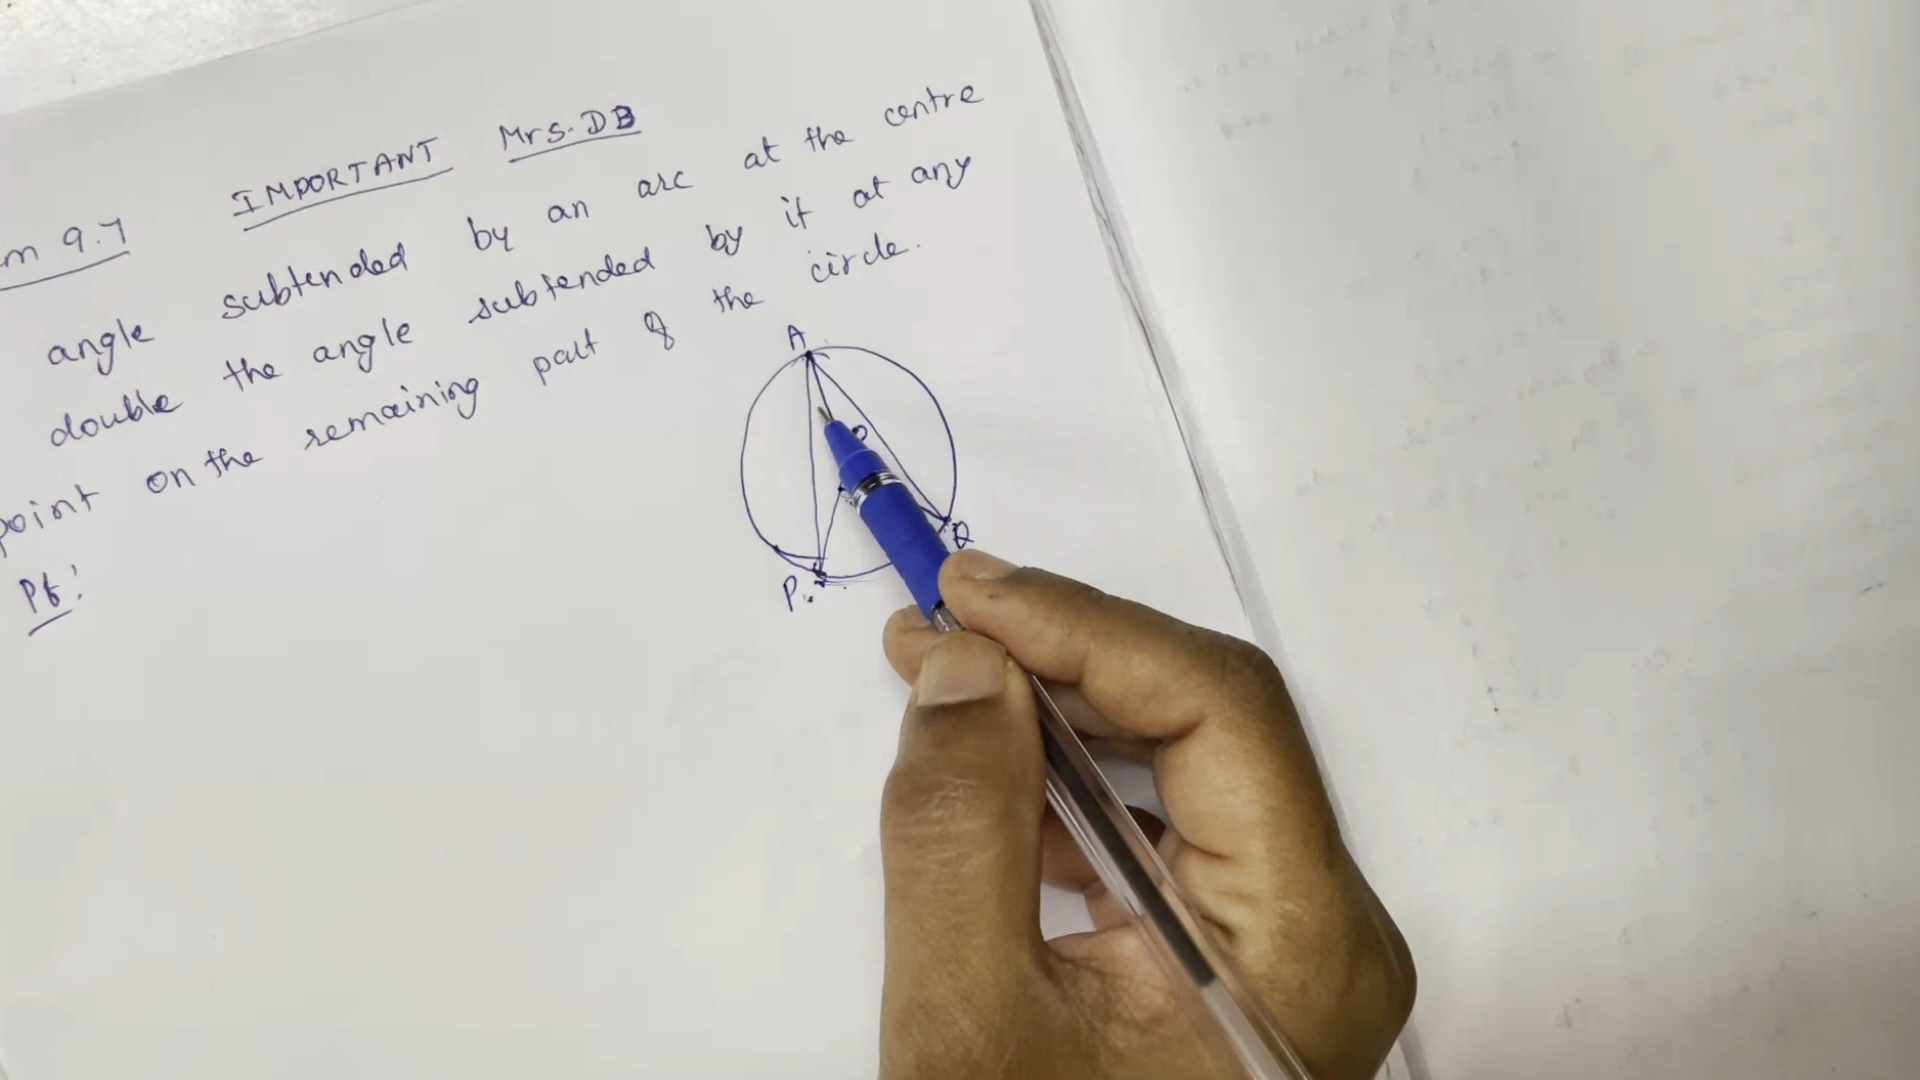 IMPORTANT Mrs.DB
m 9.7
angle subtended by an arc at the centre
double the angle subtended by it at any
point on the remaining part of the circle.
Pf:
A
O
Q
P